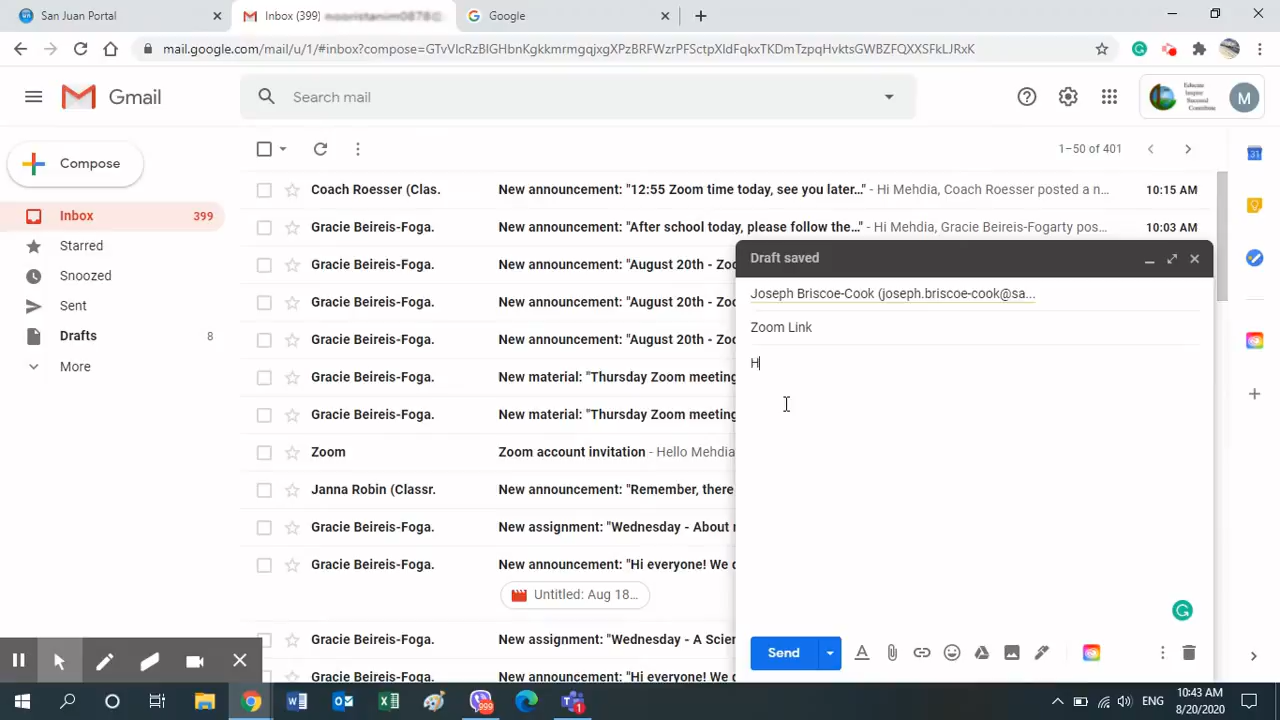 San Juan Portal
Inbox (399)
Google
mail.google.com/mail/u/1/#inbox?compose=GTvVlcRzBlGHbnKgkkmrmgqjxgXPzBRFWzrPFSctpXldFqkxTKDmTzpqHvktsGWBZFQXXSFkLJRxK
Gmail
Search mail
Educate
Inspire
Succeed
Contribute
M
Compose
1–50 of 401
Inbox 399
Starred
Snoozed
Sent
Drafts 8
More
Coach Roesser (Clas. New announcement: "12:55 Zoom time today, see you later…" - Hi Mehdia, Coach Roesser posted a n… 10:15 AM
Gracie Beireis-Foga. New announcement: "After school today, please follow the…" - Hi Mehdia, Gracie Beireis-Fogarty pos… 10:03 AM
Gracie Beireis-Foga. New announcement: "August 20th - Zoo
Gracie Beireis-Foga. New announcement: "August 20th - Zoo
Gracie Beireis-Foga. New announcement: "August 20th - Zoo
Gracie Beireis-Foga. New material: "Thursday Zoom meeting
Gracie Beireis-Foga. New material: "Thursday Zoom meeting
Zoom Zoom account invitation - Hello Mehdia
Janna Robin (Classr. New announcement: "Remember, there
Gracie Beireis-Foga. New assignment: "Wednesday - About
Gracie Beireis-Foga. New announcement: "Hi everyone! We
Untitled: Aug 18…
Gracie Beireis-Foga. New assignment: "Wednesday - A Scien
Gracie Beireis-Foga. New announcement: "Hi everyone! We
Draft saved
Joseph Briscoe-Cook (joseph.briscoe-cook@sa...
Zoom Link
H
Send
31
999
1
ENG
10:43 AM
8/20/2020